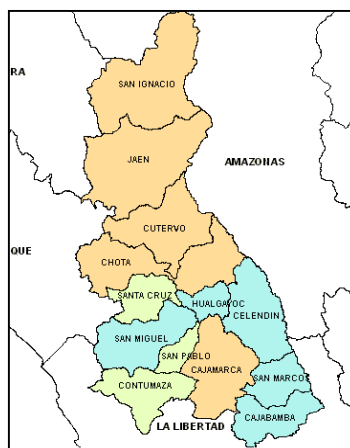 SAN IGNACIO
RA
JAEN
AMAZONAS
CUTERVO
QUE
CHOTA
SANTA CRUZ
HUALGAYOC
CELENDIN
SAN MIGUEL
SAN PABLO
CAJAMARCA
SAN MARCOS
CONTUMAZA
CAJABAMBA
LA LIBERTAD